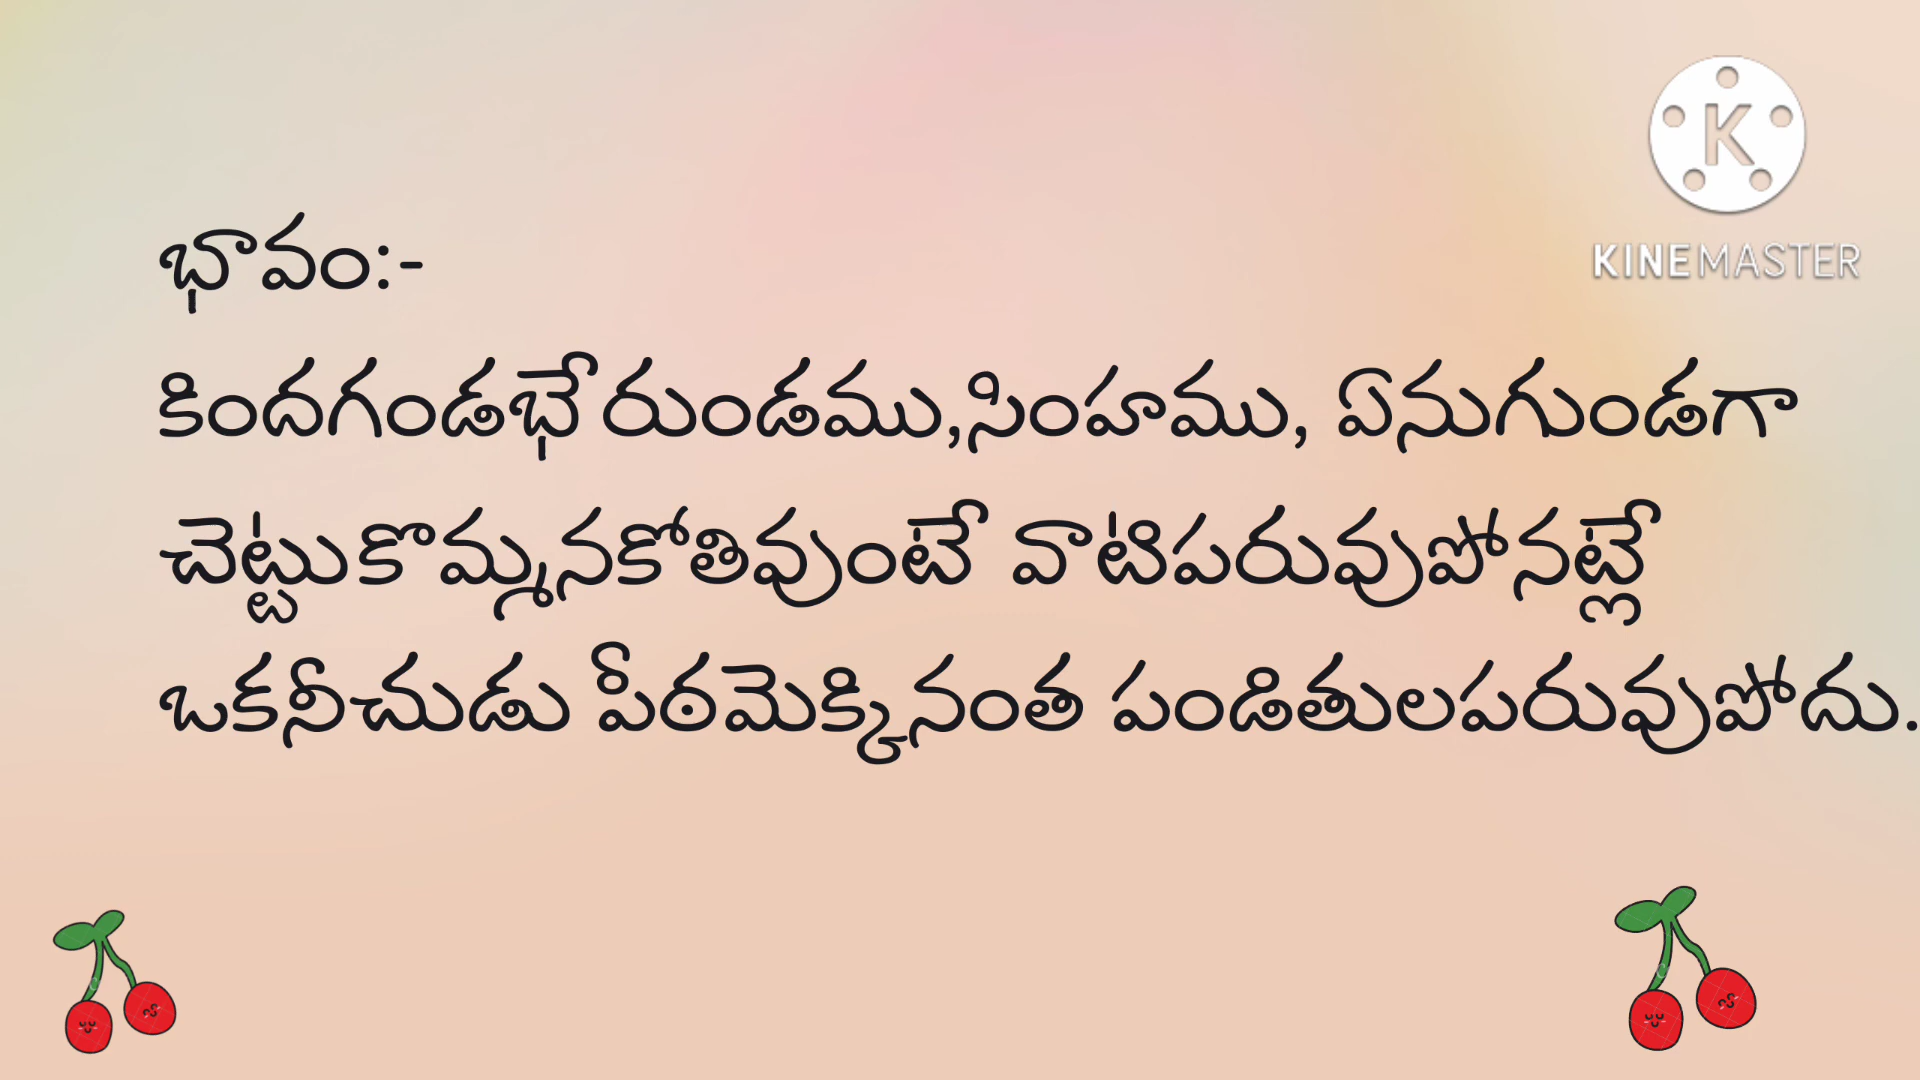 భావం:-
KINEMASTER
కిందగండభేరుండము,సింహము, ఏనుగుండగా
చెట్టుకొమ్మనకోతివుంటే వాటిపరువుపోనట్లే
ఒకనీచుడు పీఠమెక్కినంత పండితులపరువుపోదు.